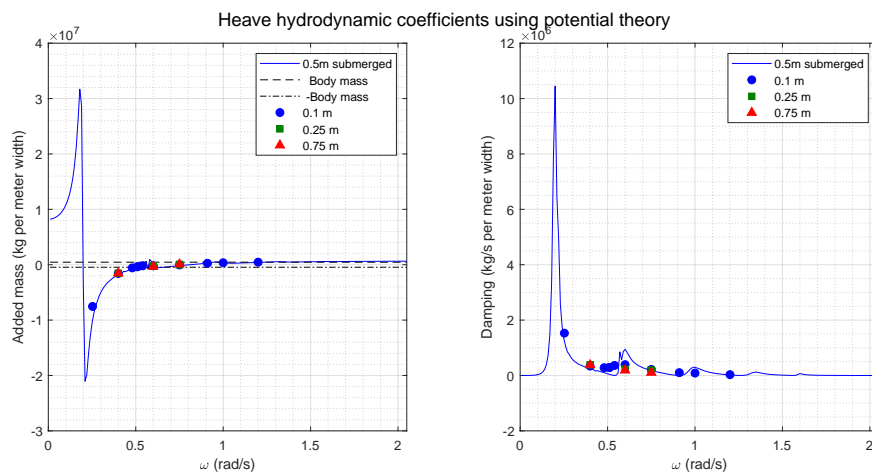 Heave hydrodynamic coefficients using potential theory
×10⁷
4
3
2
1
0
-1
-2
-3
Added mass (kg per meter width)
0
0.5
1
1.5
2
ω (rad/s)
0.5m submerged
Body mass
-Body mass
0.1 m
0.25 m
0.75 m
×10⁶
12
10
8
6
4
2
0
-2
Damping (kg/s per meter width)
0
0.5
1
1.5
2
ω (rad/s)
0.5m submerged
0.1 m
0.25 m
0.75 m